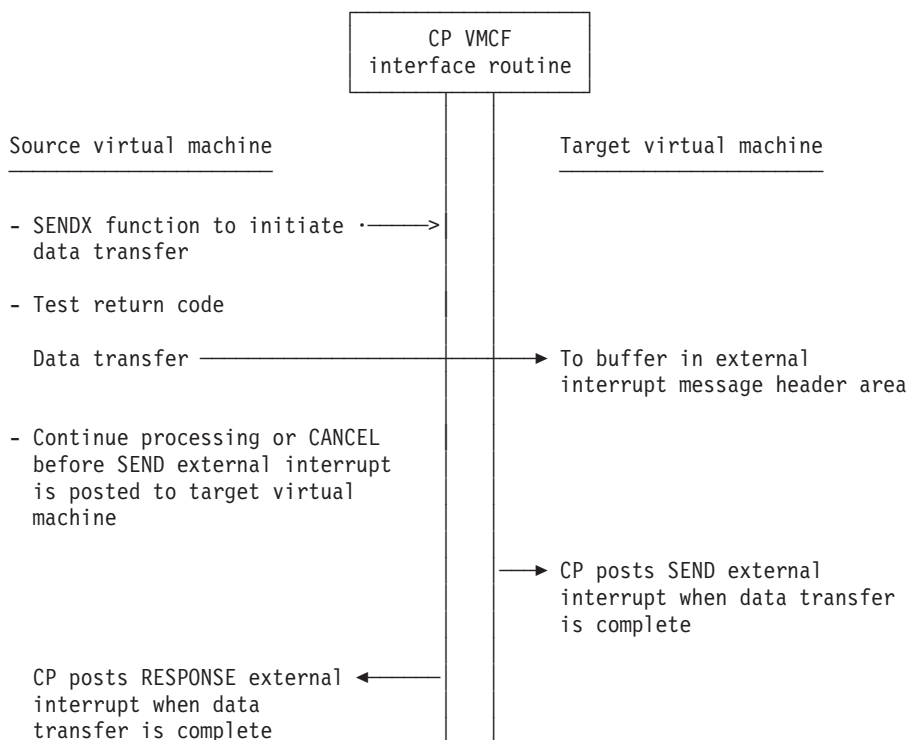 CP VMCF
interface routine
Source virtual machine
Target virtual machine
- SENDX function to initiate
data transfer
- Test return code
Data transfer
To buffer in external
interrupt message header area
- Continue processing or CANCEL
before SEND external interrupt
is posted to target virtual
machine
CP posts SEND external
interrupt when data transfer
is complete
CP posts RESPONSE external
interrupt when data
transfer is complete